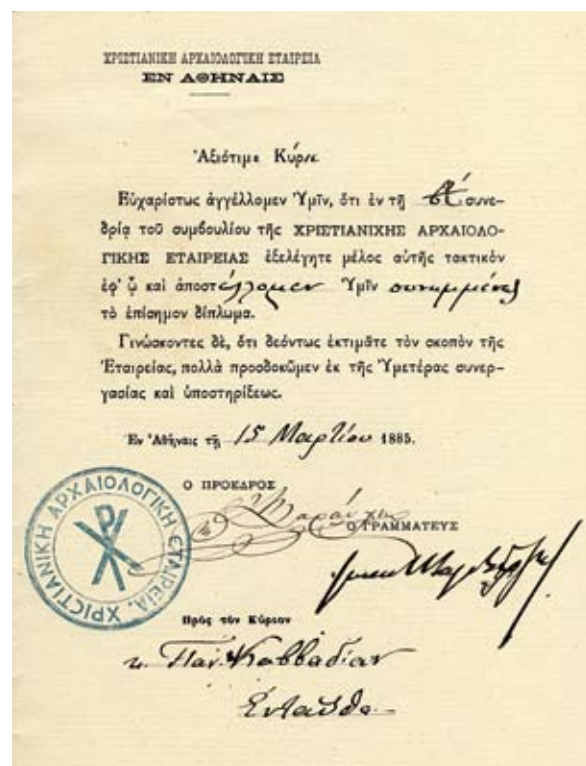 ΧΡΙΣΤΙΑΝΙΚΗ ΑΡΧΑΙΟΛΟΓΙΚΗ ΕΤΑΙΡΕΙΑ
ΕΝ ΑΘΗΝΑΙΣ
Ἀξιότιμε Κύριε
Εὐχαρίστως ἀγγέλλομεν Ὑμῖν, ὅτι ἐν τῇ συνε-
δρίᾳ τοῦ συμβουλίου τῆς ΧΡΙΣΤΙΑΝΙΚΗΣ ΑΡΧΑΙΟΛΟ-
ΓΙΚΗΣ ΕΤΑΙΡΕΙΑΣ ἐξελέγητε μέλος αὐτῆς τακτικὸν
ἐφ' ᾧ καὶ ἀποστέλλομεν Ὑμῖν συνημμένως
τὸ ἐπίσημον δίπλωμα.
Γινώσκοντες δὲ, ὅτι δεόντως ἐκτιμᾶτε τὸν σκοπὸν τῆς
Ἑταιρείας, πολλὰ προσδοκῶμεν ἐκ τῆς Ὑμετέρας συνερ-
γασίας καὶ ὑποστηρίξεως.
Ἐν Ἀθήναις τῇ 15 Μαρτίου 1885.
Ο ΠΡΟΕΔΡΟΣ
Ο ΓΡΑΜΜΑΤΕΥΣ
ΧΡΙCΤΙΑΝΙΚΗ ΑΡΧΑΙΟΛΟΓΙΚΗ ΕΤΑΙΡΕΙΑ
Πρὸς τὸν Κύριον
κ. Παν. Καββαδίαν
Ἐνταῦθα